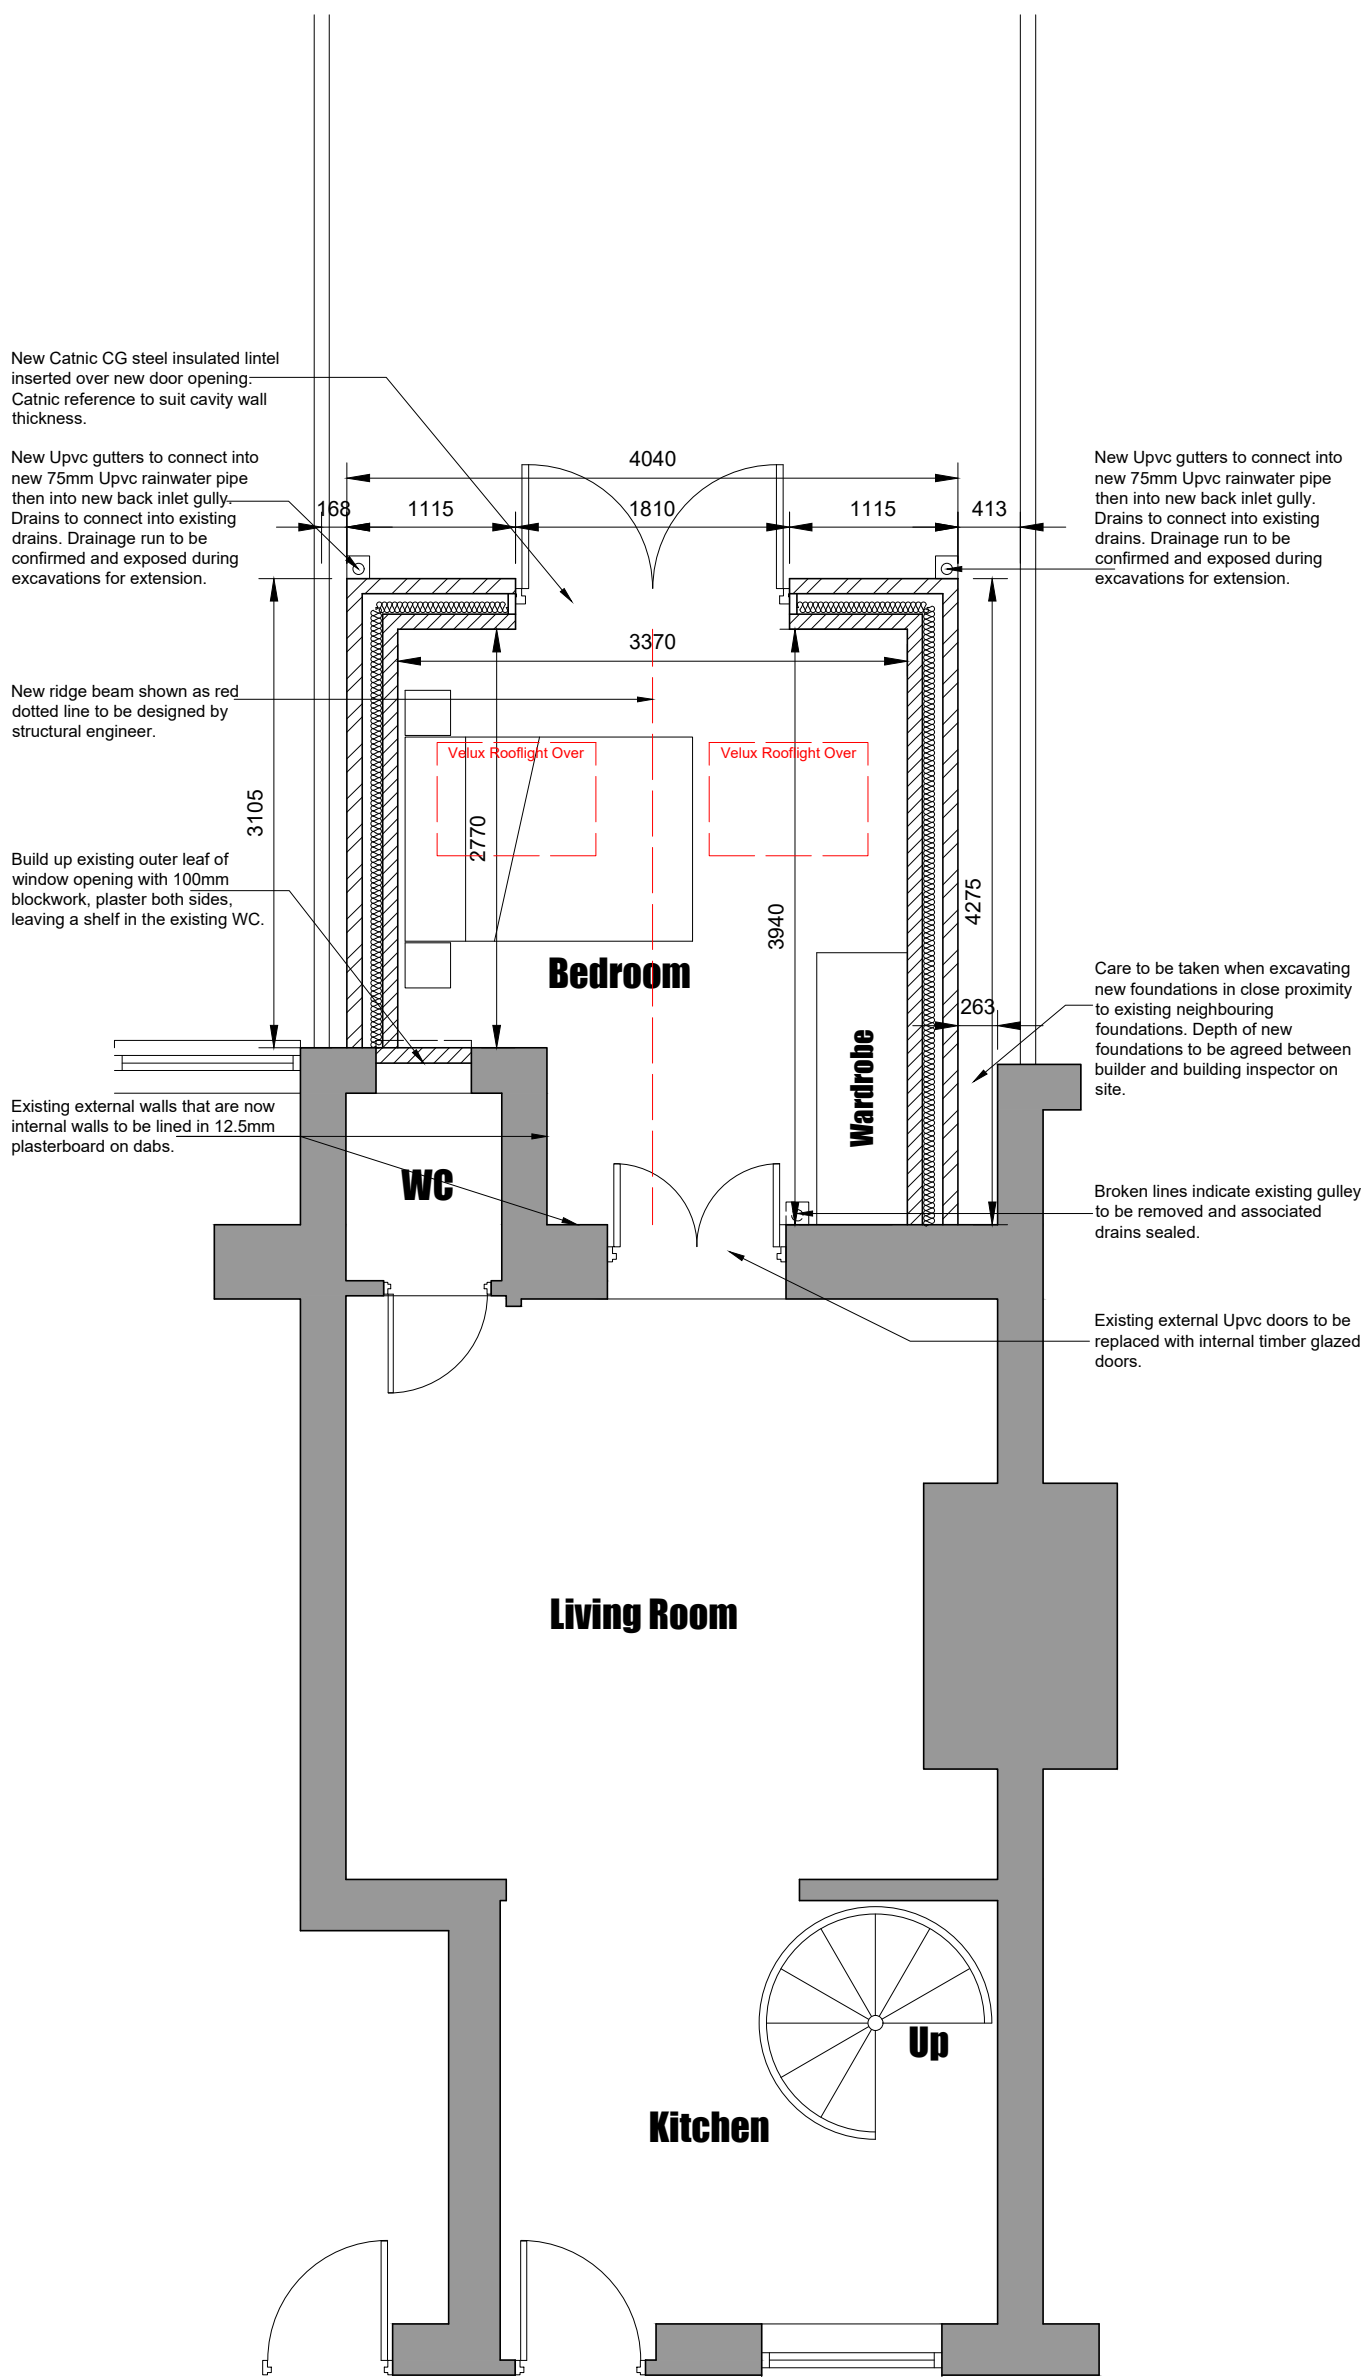 New Catnic CG steel insulated lintel
inserted over new door opening.
Catnic reference to suit cavity wall
thickness.
New Upvc gutters to connect into
new 75mm Upvc rainwater pipe
then into new back inlet gully.
Drains to connect into existing
drains. Drainage run to be
confirmed and exposed during
excavations for extension.
4040
168
1115
1810
1115
413
New Upvc gutters to connect into
new 75mm Upvc rainwater pipe
then into new back inlet gully.
Drains to connect into existing
drains. Drainage run to be
confirmed and exposed during
excavations for extension.
3370
New ridge beam shown as red
dotted line to be designed by
structural engineer.
Velux Rooflight Over
Velux Rooflight Over
3105
2770
3940
4275
Build up existing outer leaf of
window opening with 100mm
blockwork, plaster both sides,
leaving a shelf in the existing WC.
Bedroom
263
Care to be taken when excavating
new foundations in close proximity
to existing neighbouring
foundations. Depth of new
foundations to be agreed between
builder and building inspector on
site.
Wardrobe
Existing external walls that are now
internal walls to be lined in 12.5mm
plasterboard on dabs.
WC
Broken lines indicate existing gulley
to be removed and associated
drains sealed.
Existing external Upvc doors to be
replaced with internal timber glazed
doors.
Living Room
Up
Kitchen